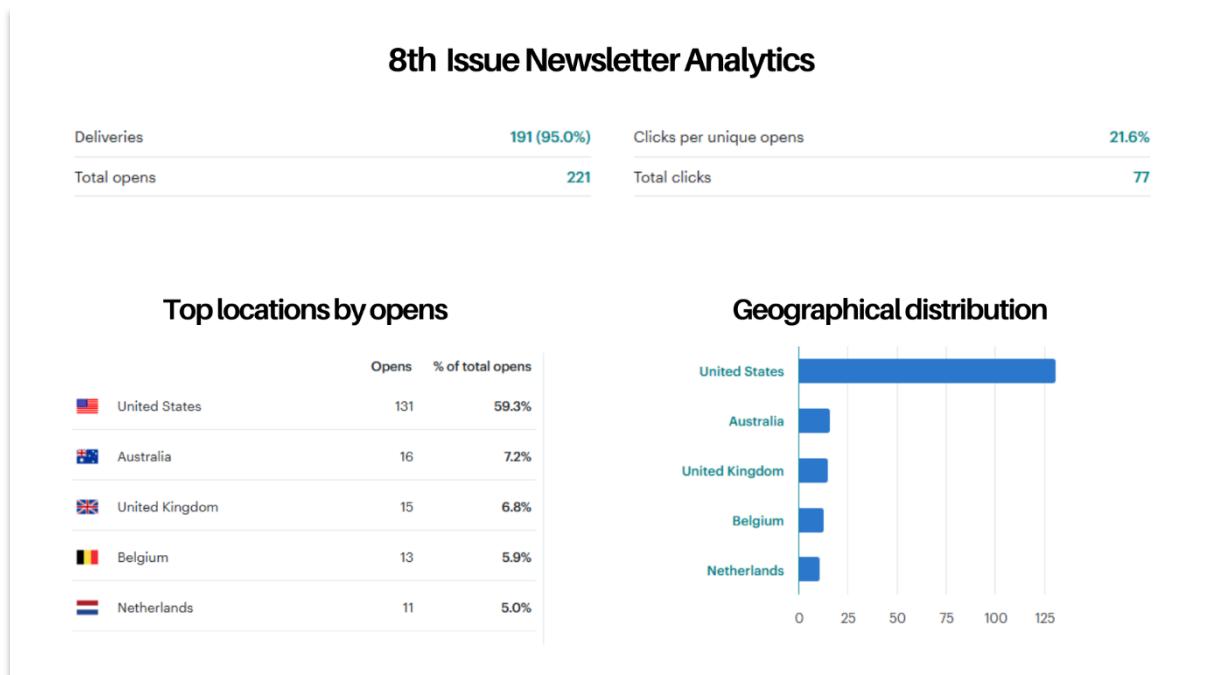 8th Issue Newsletter Analytics
Deliveries 191 (95.0%)
Clicks per unique opens 21.6%
Total opens 221
Total clicks 77
Top locations by opens
Opens % of total opens
United States 131 59.3%
Australia 16 7.2%
United Kingdom 15 6.8%
Belgium 13 5.9%
Netherlands 11 5.0%
Geographical distribution
United States
Australia
United Kingdom
Belgium
Netherlands
0 25 50 75 100 125